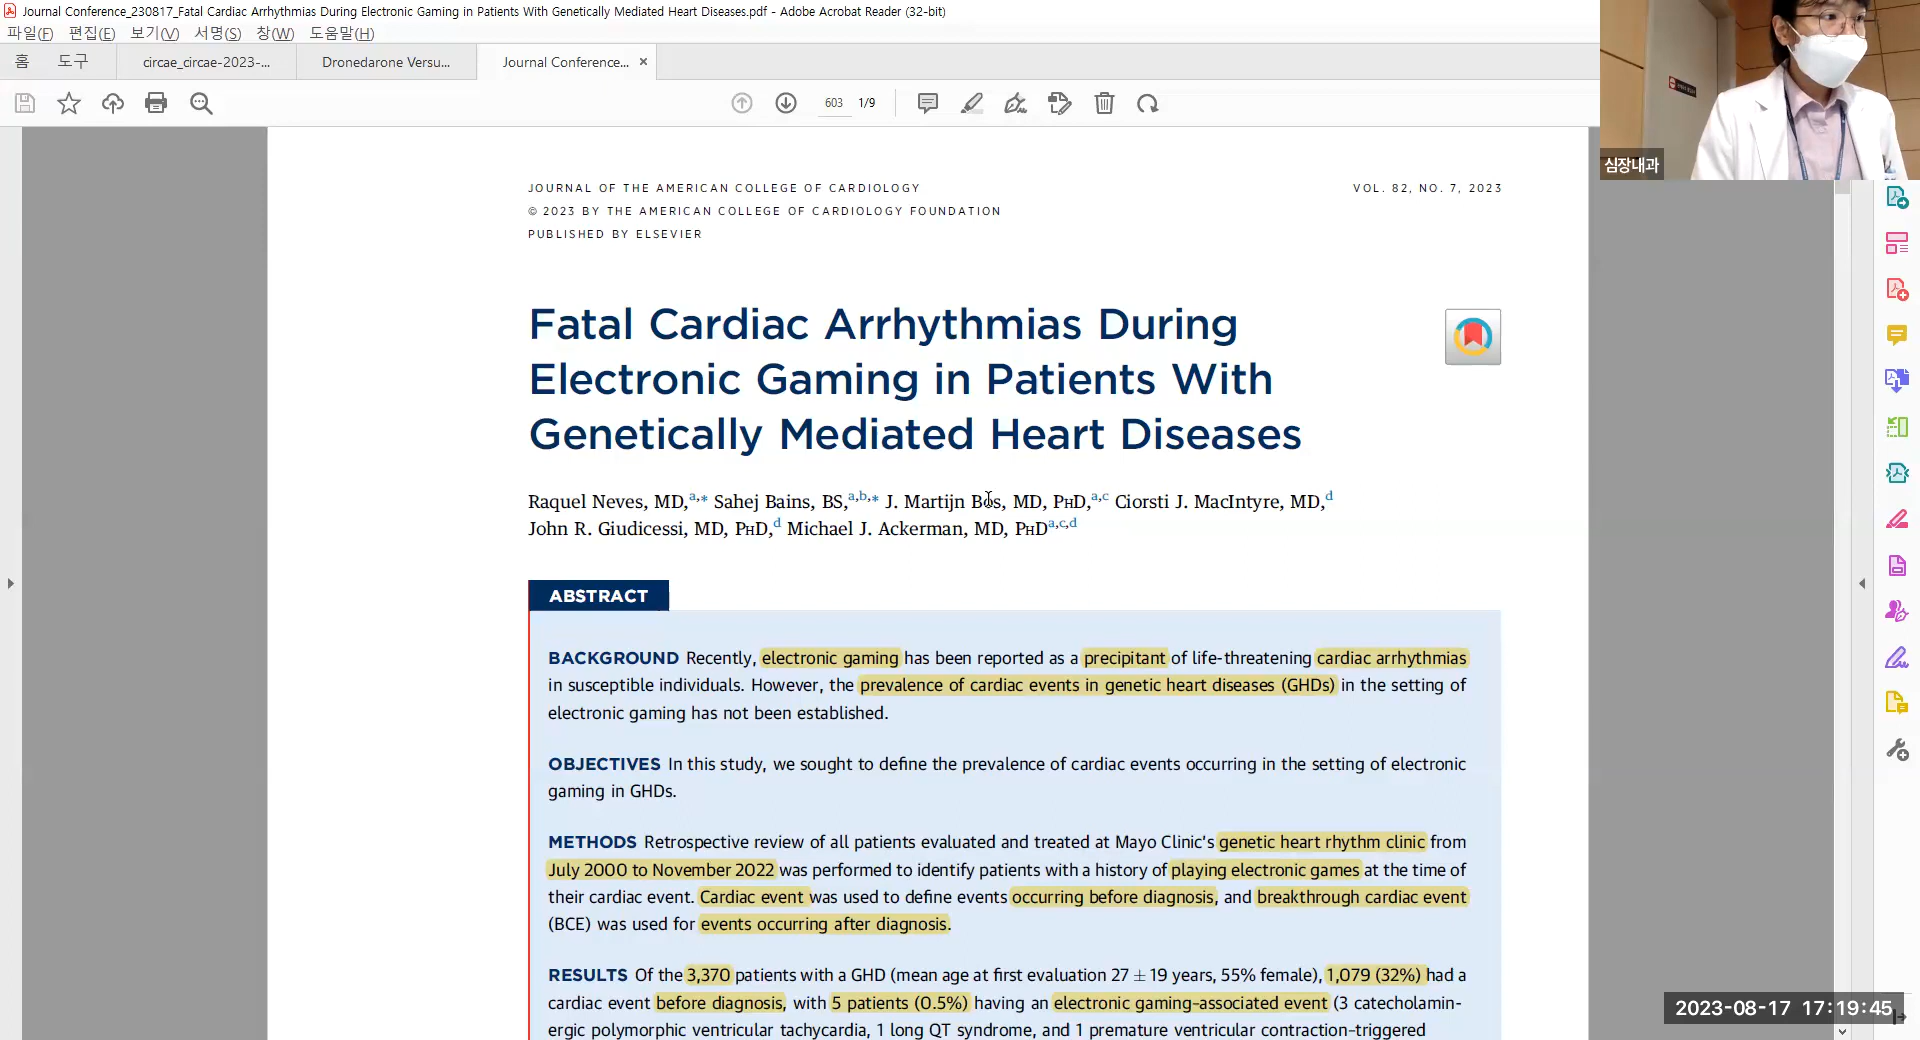 Journal Conference_230817_Fatal Cardiac Arrhythmias During Electronic Gaming in Patients With Genetically Mediated Heart Diseases.pdf - Adobe Acrobat Reader (32-bit)
파일(F) 편집(E) 보기(V) 서명(S) 창(W) 도움말(H)
홈 도구 circae_circae-2023-... Dronedarone Versu... Journal Conference... ×
603 1/9
심장내과
JOURNAL OF THE AMERICAN COLLEGE OF CARDIOLOGY VOL. 82, NO. 7, 2023
© 2023 BY THE AMERICAN COLLEGE OF CARDIOLOGY FOUNDATION
PUBLISHED BY ELSEVIER
Fatal Cardiac Arrhythmias During
Electronic Gaming in Patients With
Genetically Mediated Heart Diseases
Raquel Neves, MD,a,* Sahej Bains, BS,a,b,* J. Martijn Bos, MD, PHD,a,c Ciorsti J. MacIntyre, MD,d
John R. Giudicessi, MD, PHD,d Michael J. Ackerman, MD, PHDa,c,d
ABSTRACT
BACKGROUND Recently, electronic gaming has been reported as a precipitant of life-threatening cardiac arrhythmias
in susceptible individuals. However, the prevalence of cardiac events in genetic heart diseases (GHDs) in the setting of
electronic gaming has not been established.
OBJECTIVES In this study, we sought to define the prevalence of cardiac events occurring in the setting of electronic
gaming in GHDs.
METHODS Retrospective review of all patients evaluated and treated at Mayo Clinic's genetic heart rhythm clinic from
July 2000 to November 2022 was performed to identify patients with a history of playing electronic games at the time of
their cardiac event. Cardiac event was used to define events occurring before diagnosis, and breakthrough cardiac event
(BCE) was used for events occurring after diagnosis.
RESULTS Of the 3,370 patients with a GHD (mean age at first evaluation 27 ± 19 years, 55% female), 1,079 (32%) had a
cardiac event before diagnosis, with 5 patients (0.5%) having an electronic gaming-associated event (3 catecholamin-
ergic polymorphic ventricular tachycardia, 1 long QT syndrome, and 1 premature ventricular contraction-triggered
2023-08-17 17:19:45